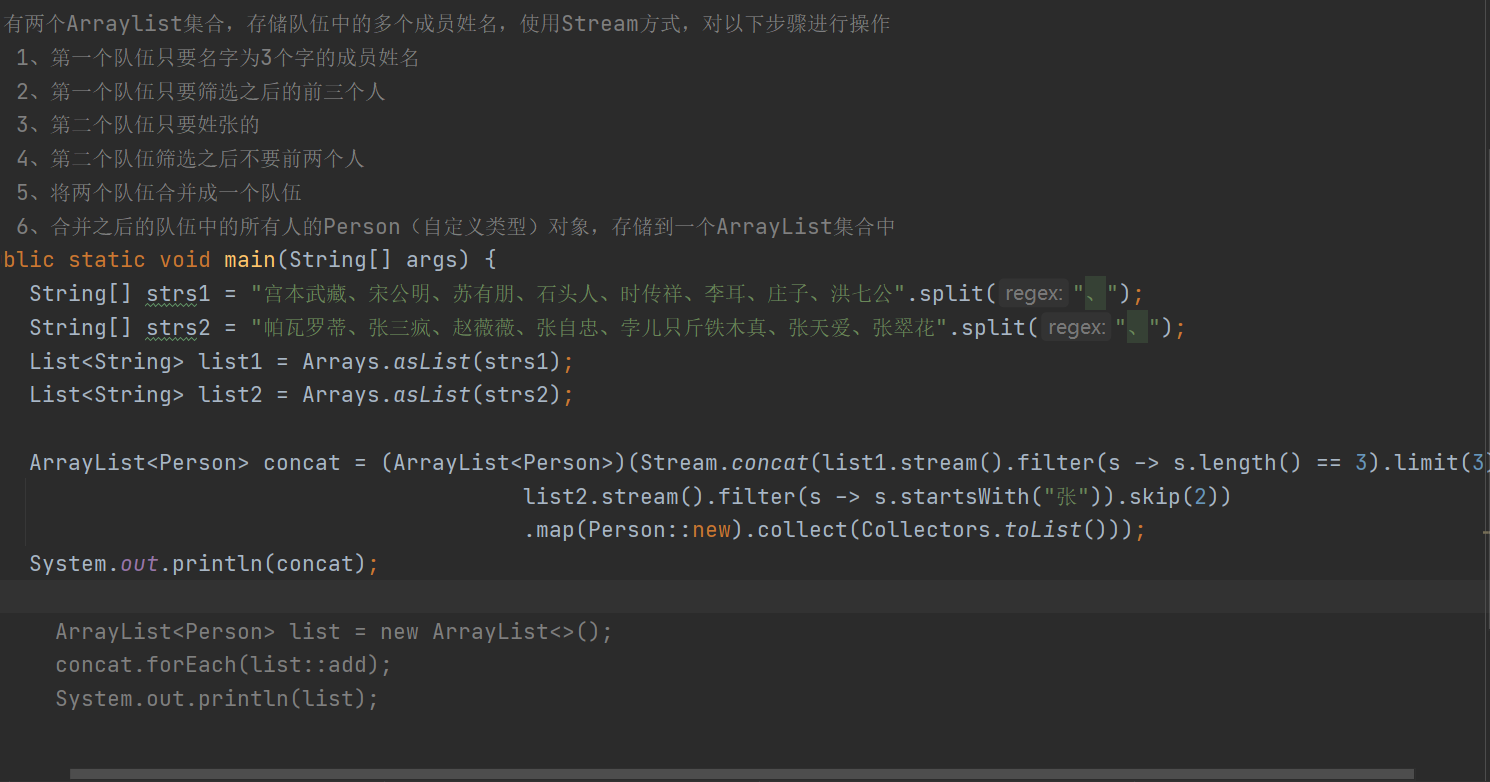 有两个Arraylist集合，存储队伍中的多个成员姓名，使用Stream方式，对以下步骤进行操作
1、第一个队伍只要名字为3个字的成员姓名
2、第一个队伍只要筛选之后的前三个人
3、第二个队伍只要姓张的
4、第二个队伍筛选之后不要前两个人
5、将两个队伍合并成一个队伍
6、合并之后的队伍中的所有人的Person（自定义类型）对象，存储到一个ArrayList集合中
blic static void main(String[] args) {
String[] strs1 = "宫本武藏、宋公明、苏有朋、石头人、时传祥、李耳、庄子、洪七公".split( regex: "、");
String[] strs2 = "帕瓦罗蒂、张三疯、赵薇薇、张自忠、孛儿只斤铁木真、张天爱、张翠花".split( regex: "、");
List<String> list1 = Arrays.asList(strs1);
List<String> list2 = Arrays.asList(strs2);
ArrayList<Person> concat = (ArrayList<Person>)(Stream.concat(list1.stream().filter(s -> s.length() == 3).limit(3
list2.stream().filter(s -> s.startsWith("张")).skip(2))
.map(Person::new).collect(Collectors.toList()));
System.out.println(concat);
ArrayList<Person> list = new ArrayList<>();
concat.forEach(list::add);
System.out.println(list);